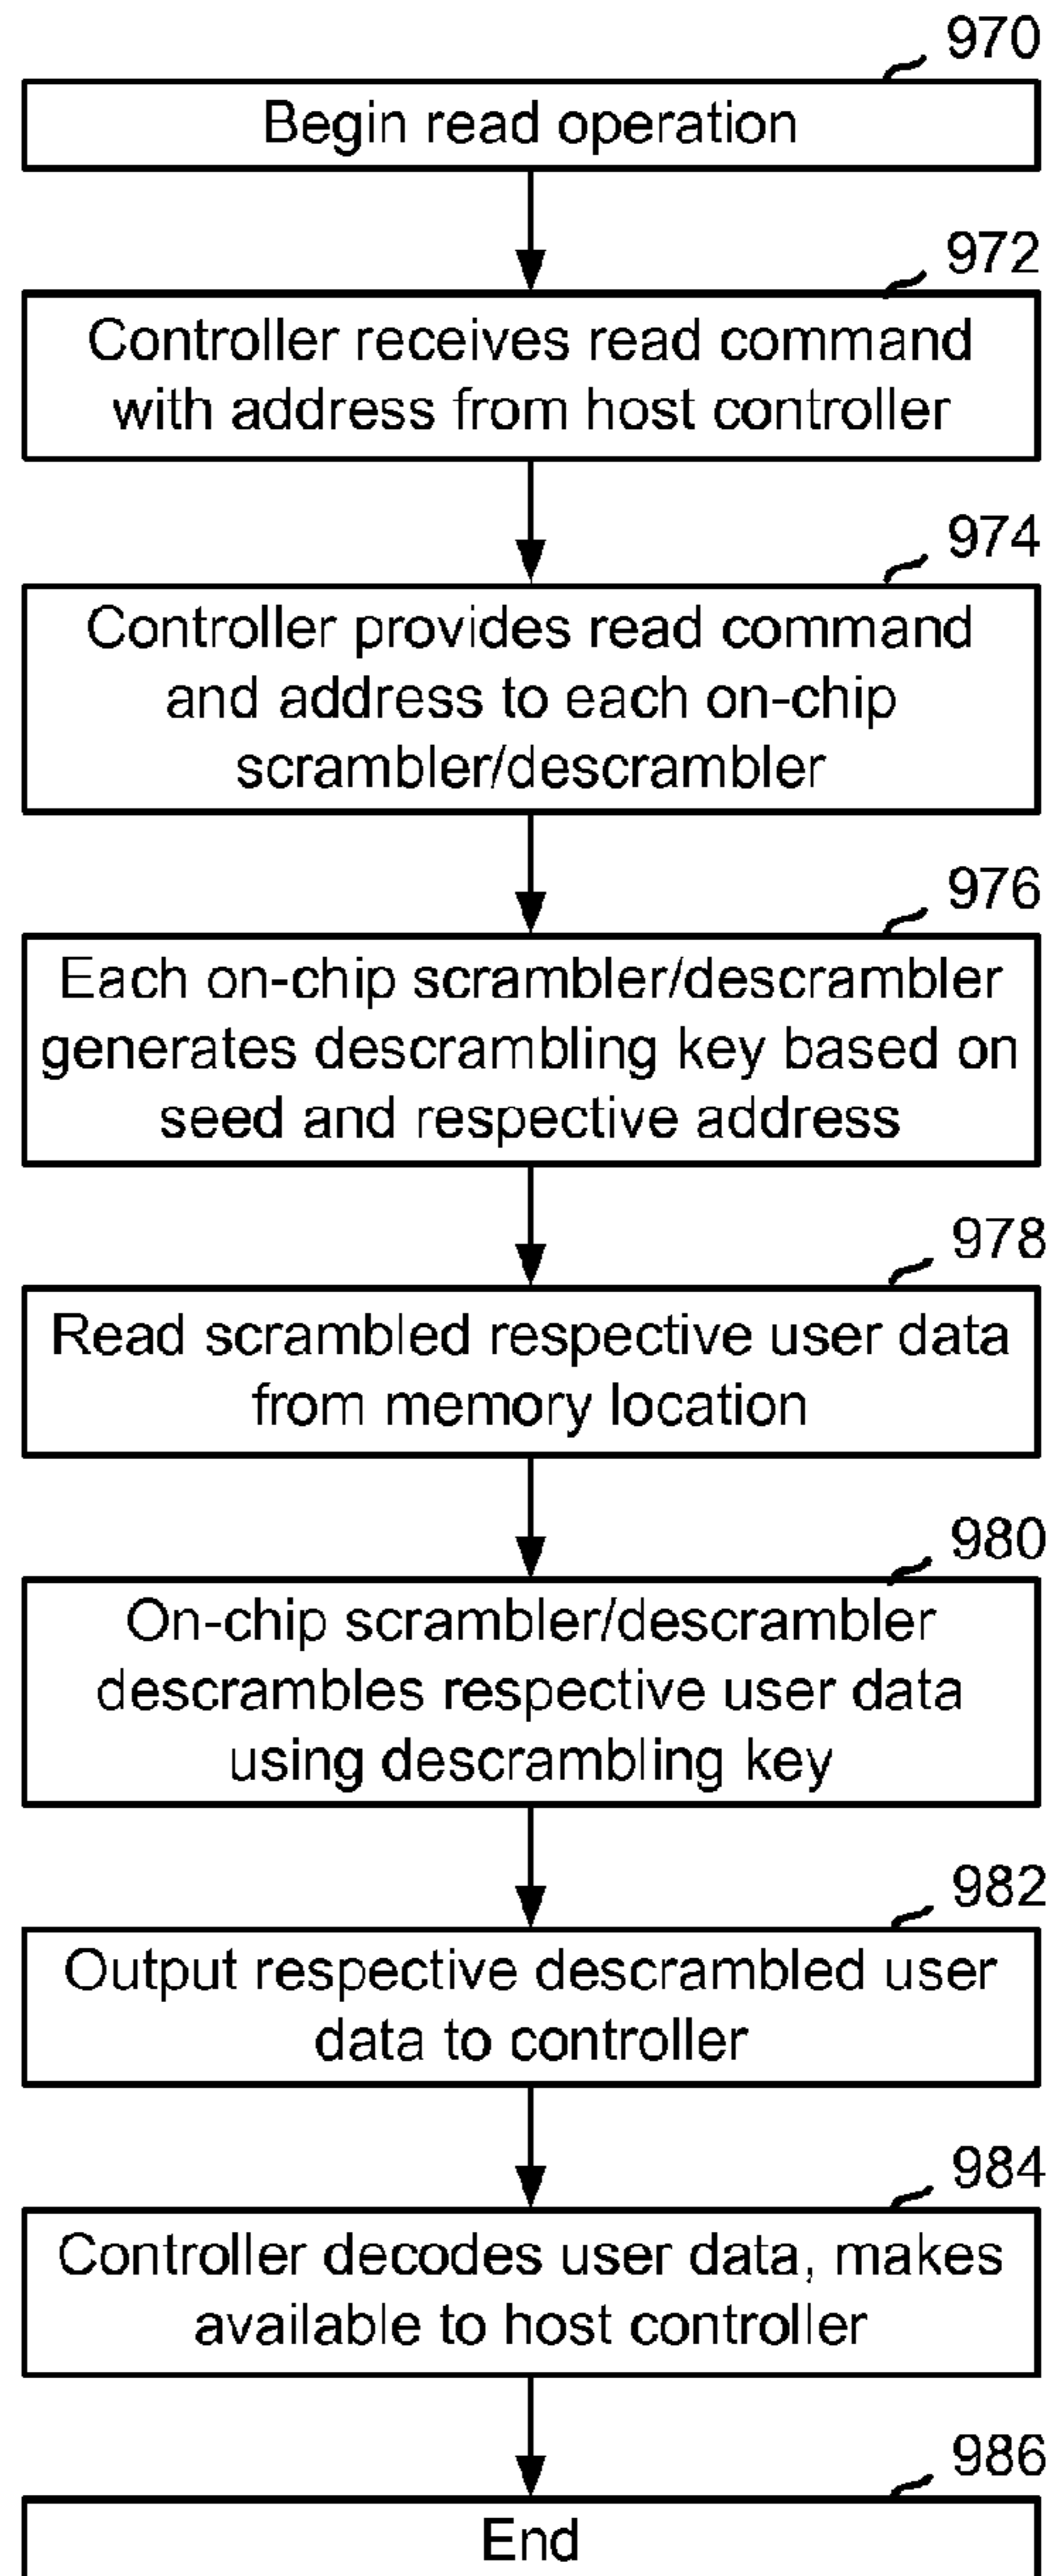 970
Begin read operation
972
Controller receives read command
with address from host controller
974
Controller provides read command
and address to each on-chip
scrambler/descrambler
976
Each on-chip scrambler/descrambler
generates descrambling key based on
seed and respective address
978
Read scrambled respective user data
from memory location
980
On-chip scrambler/descrambler
descrambles respective user data
using descrambling key
982
Output respective descrambled user
data to controller
984
Controller decodes user data, makes
available to host controller
986
End